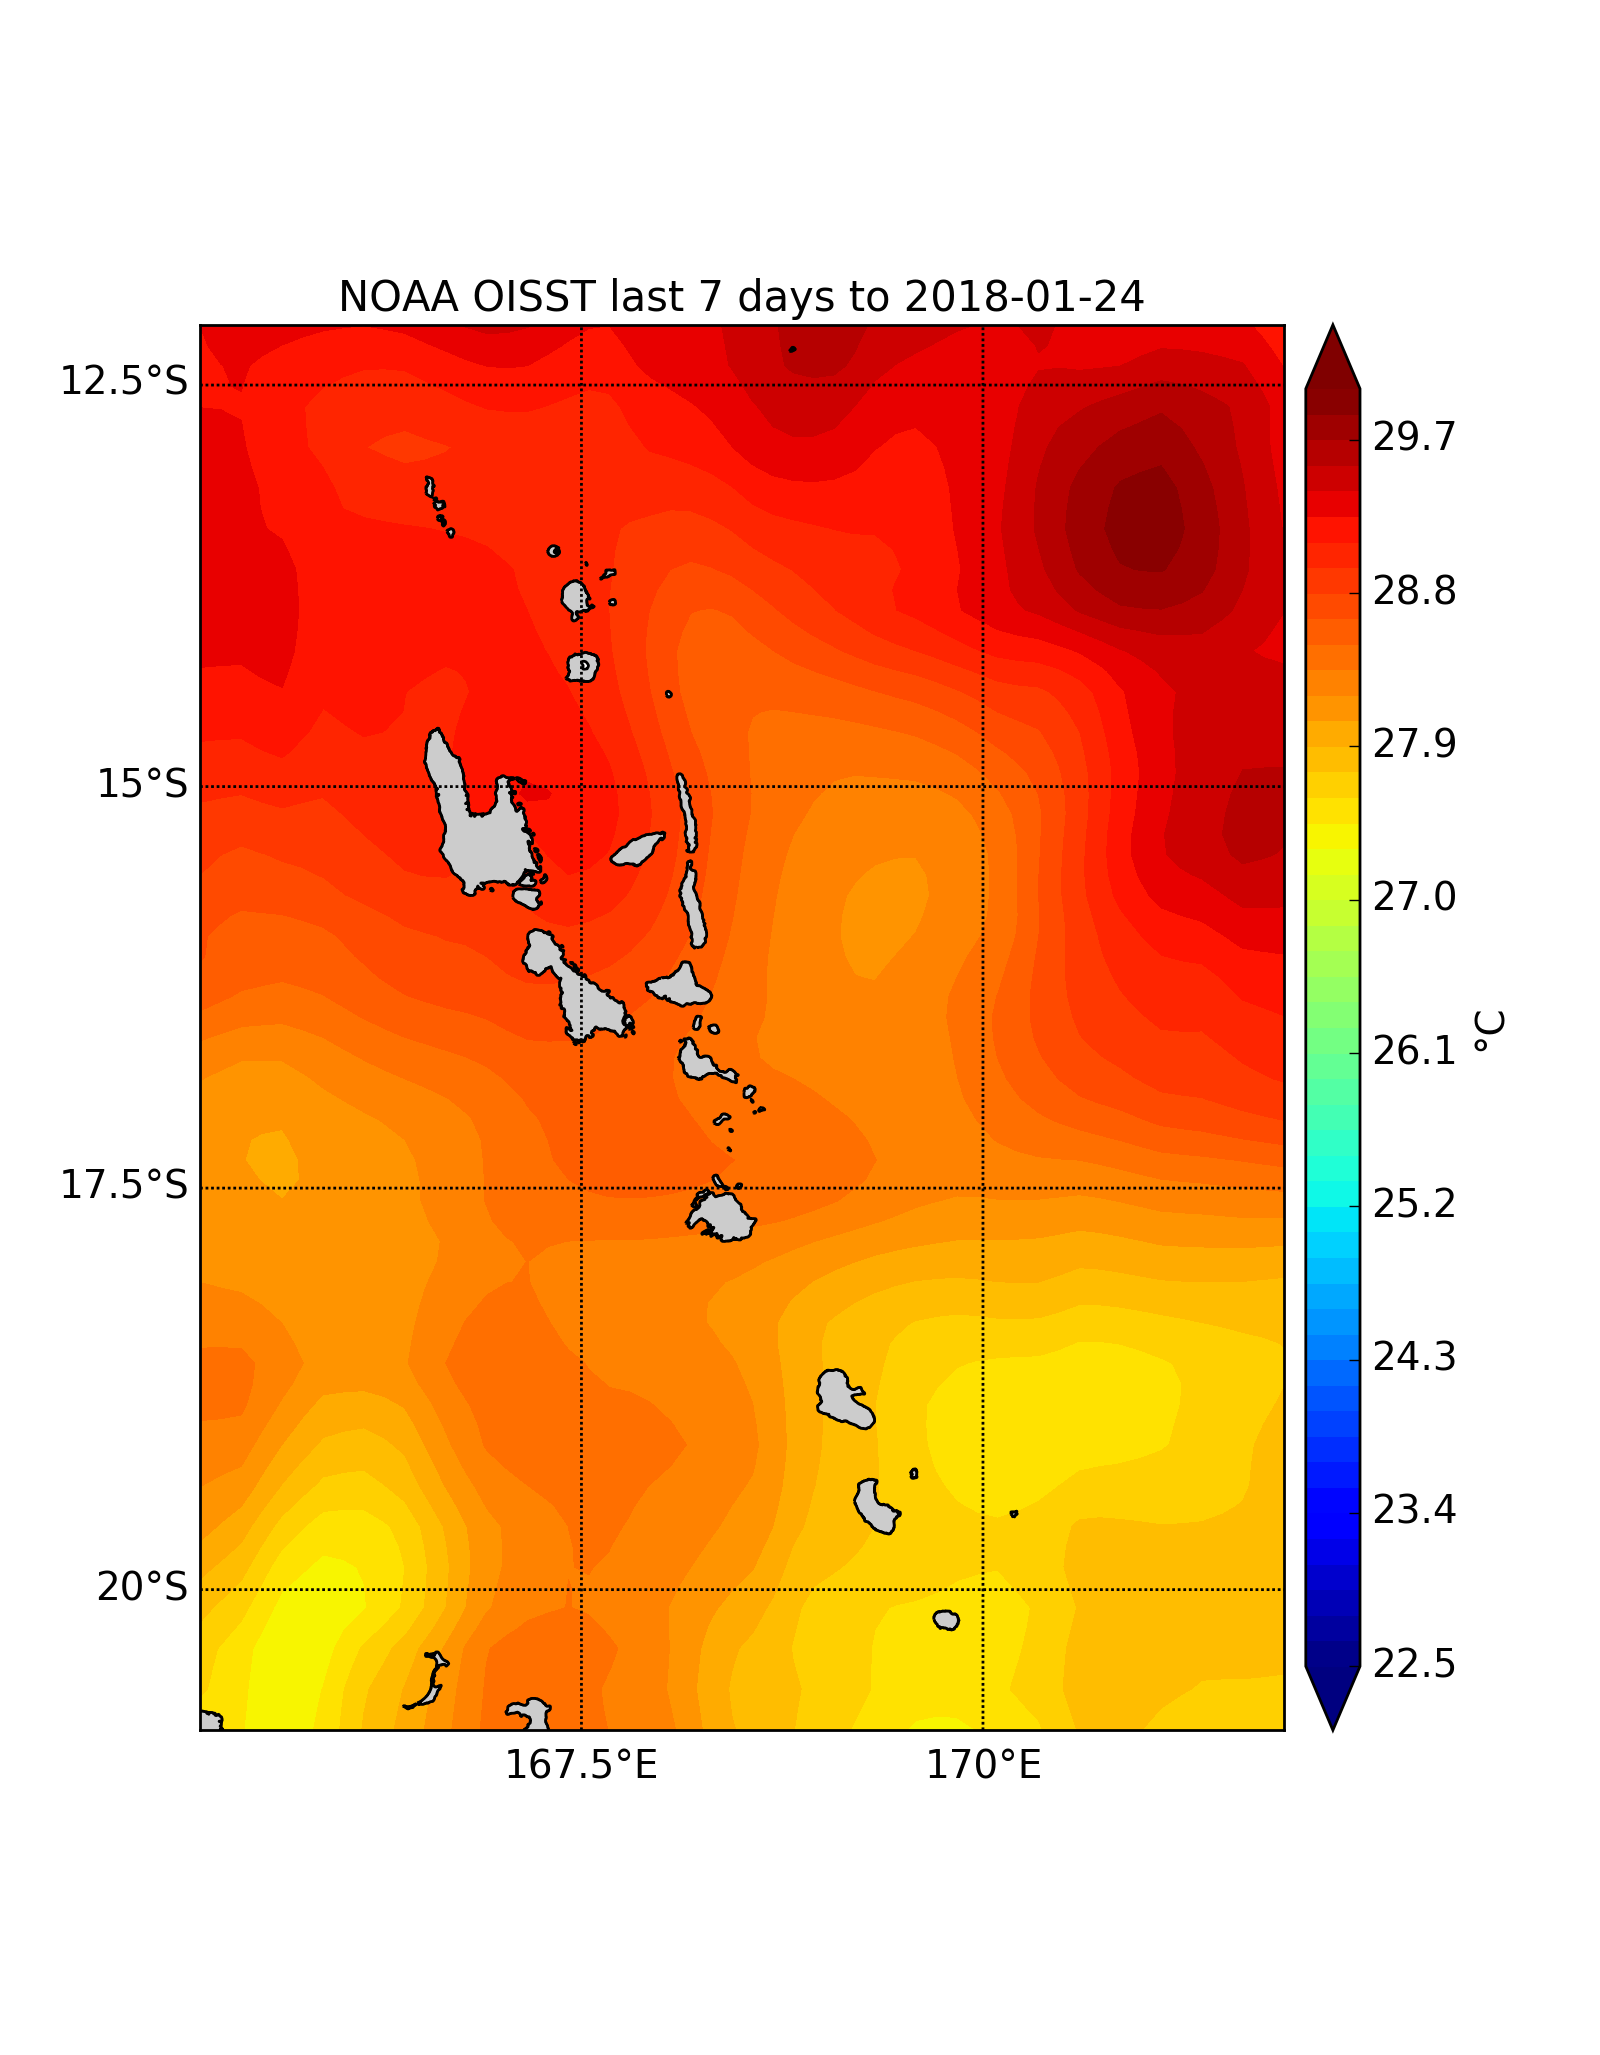 NOAA OISST last 7 days to 2018-01-24
12.5°S
15°S
17.5°S
20°S
167.5°E
170°E
29.7
28.8
27.9
27.0
26.1
25.2
24.3
23.4
22.5
°C